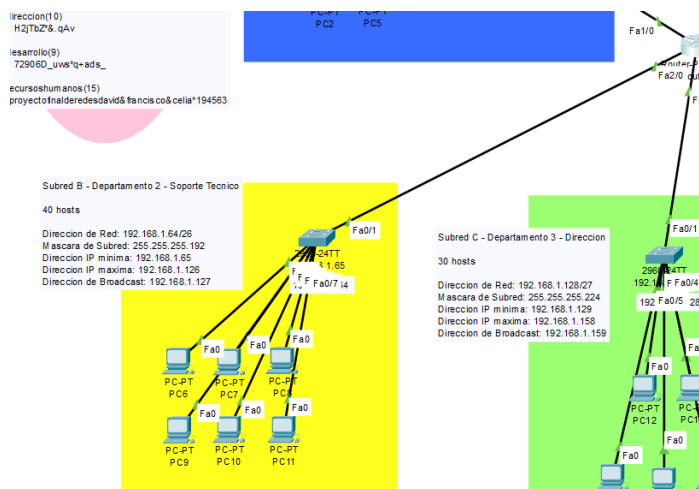 direccion(10)
H2jTbZ*&.qAv
desarrollo(9)
72906D_uws*q+ads_
recursoshumanos(15)
proyectofinalderedesdavid&francisco&celia*194563
PC2
PC5
Fa1/0
Fa2/0
Subred B - Departamento 2 - Soporte Tecnico
40 hosts
Direccion de Red: 192.168.1.64/26
Mascara de Subred: 255.255.255.192
Direccion IP minima: 192.168.1.65
Direccion IP maxima: 192.168.1.126
Direccion de Broadcast: 192.168.1.127
Fa0/1
Fa0/7
Subred C - Departamento 3 - Direccion
30 hosts
Direccion de Red: 192.168.1.128/27
Mascara de Subred: 255.255.255.224
Direccion IP minima: 192.168.1.129
Direccion IP maxima: 192.168.1.158
Direccion de Broadcast: 192.168.1.159
Fa0/1
Fa0/4
Fa0/5
Fa0 Fa0 Fa0
PC-PT PC-PT PC-PT
PC6 PC7 PC8
Fa0 Fa0 Fa0
PC-PT PC-PT PC-PT
PC9 PC10 PC11
Fa0
PC-PT
PC12
Fa0 Fa0